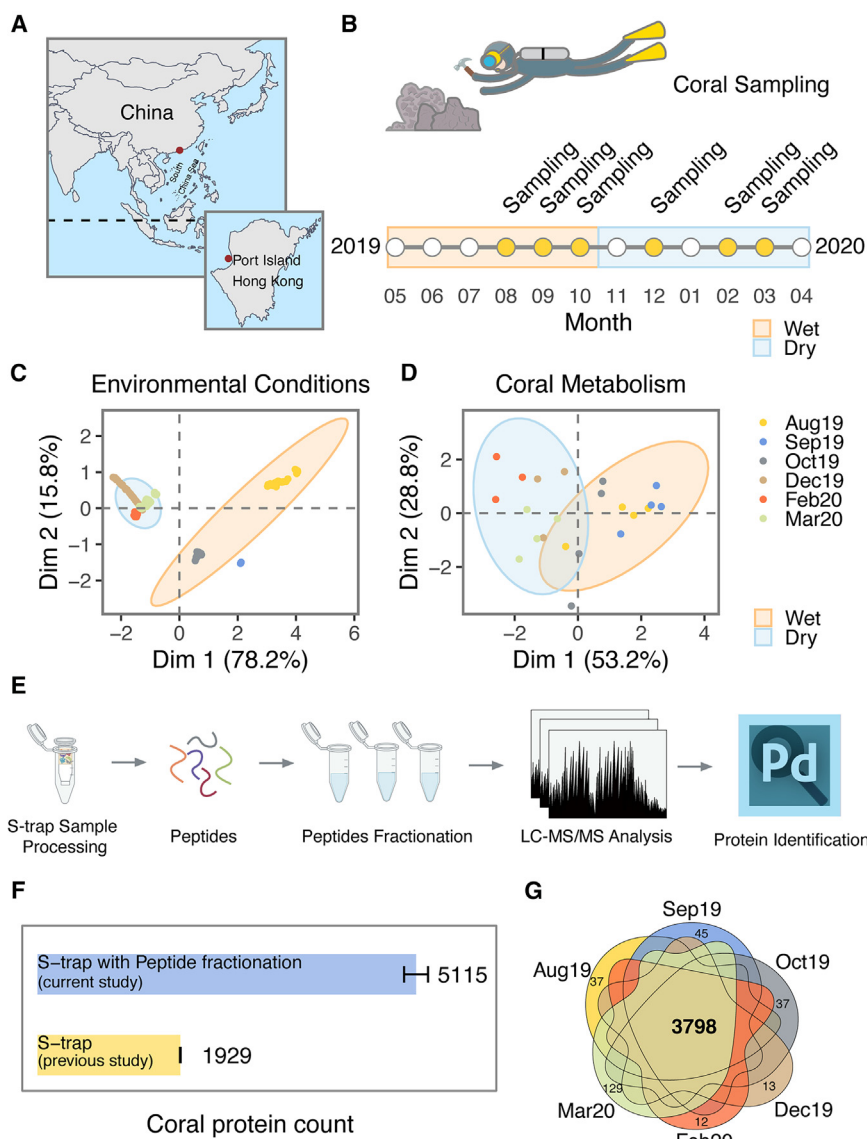 A
China
South
China Sea
Port Island
Hong Kong
B
Coral Sampling
Sampling
Sampling
Sampling
Sampling
Sampling
Sampling
2019
2020
05 06 07 08 09 10 11 12 01 02 03 04
Month
Wet
Dry
C
Environmental Conditions
Dim 2 (15.8%)
2
1
0
−1
−2
−2 0 2 4 6
Dim 1 (78.2%)
D
Coral Metabolism
Dim 2 (28.8%)
2
0
−2
−2 0 2 4
Dim 1 (53.2%)
Aug19
Sep19
Oct19
Dec19
Feb20
Mar20
Wet
Dry
E
Pd
S-trap Sample
Processing
Peptides
Peptides Fractionation
LC-MS/MS Analysis
Protein Identification
F
S−trap with Peptide fractionation
(current study)
5115
S−trap
(previous study)
1929
Coral protein count
G
Sep19
45
Aug19
37
Oct19
37
3798
Mar20
129
13
Dec19
12
Feb20